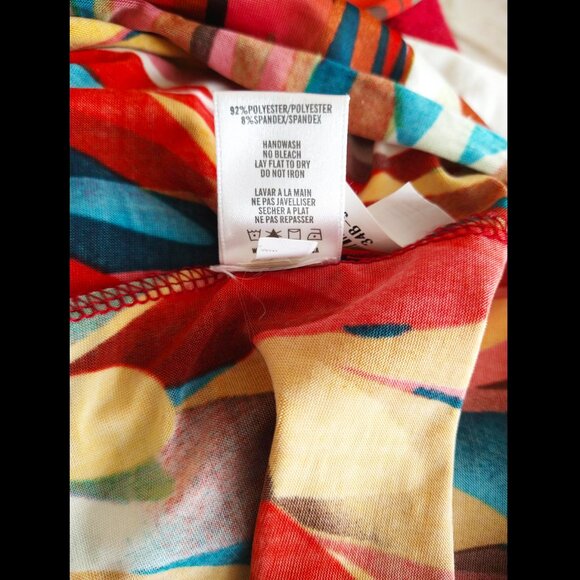 92%POLYESTER/POLYESTER
8%SPANDEX/SPANDEX
HANDWASH
NO BLEACH
LAY FLAT TO DRY
DO NOT IRON
LAVAR A LA MAIN
NE PAS JAVELLISER
SECHER A PLAT
NE PAS REPASSER
34B-